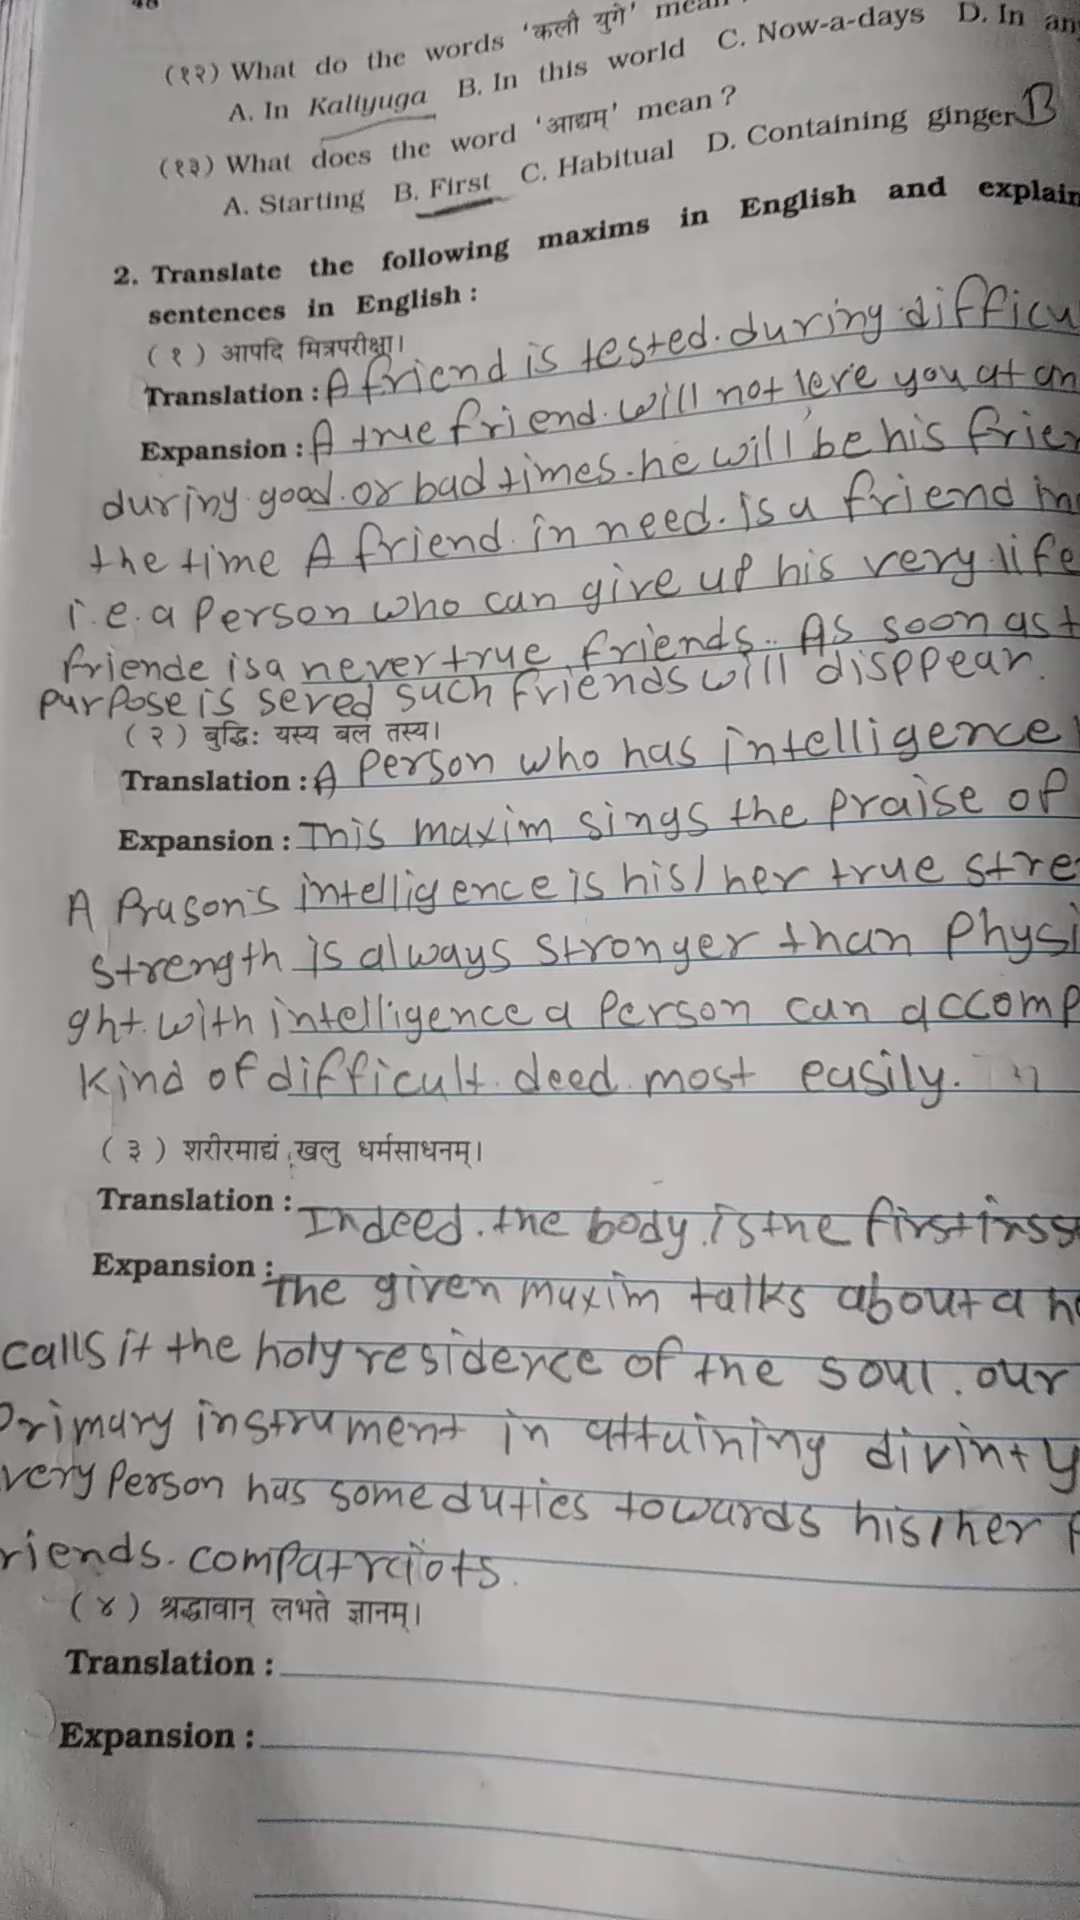 (१२) What do the words 'कलौ युगे'
A. In Kaliyuga B. In this world C. Now-a-days D. In
(१३) What does the word 'आद्यम्' mean ?
A. Starting B. First C. Habitual D. Containing ginger B
2. Translate the following maxims in English and explain
sentences in English :
(१) आपदि मित्रपरीक्षा।
Translation : A friend is tested. during difficu
Expansion : A true friend. will not leve you at an
during good. or bad times. he will be his frien
the time A friend in need. is a friend in
i.e. a person who can give up his very life
friende is a never true friends.. As soon as t
purpose is sered such friends will disppear.
(२) बुद्धिः यस्य बलं तस्य।
Translation : A Person who has intelligence
Expansion : This maxim sings the praise of
A Prason's intelligence is his/her true stre
strength is always stronger than Physi
ght. with intelligence a Person can accomp
kind of difficult. deed. most easily.
(३) शरीरमाद्यं खलु धर्मसाधनम्।
Translation : Indeed. the body. is the first inss
Expansion : The given maxim talks about a h
calls it the holy residence of the soul. our
Primary instrument in attaining divinty
very Person has some duties towards his/her F
riends. compatraiots.
(४) श्रद्धावान् लभते ज्ञानम्।
Translation :
Expansion :